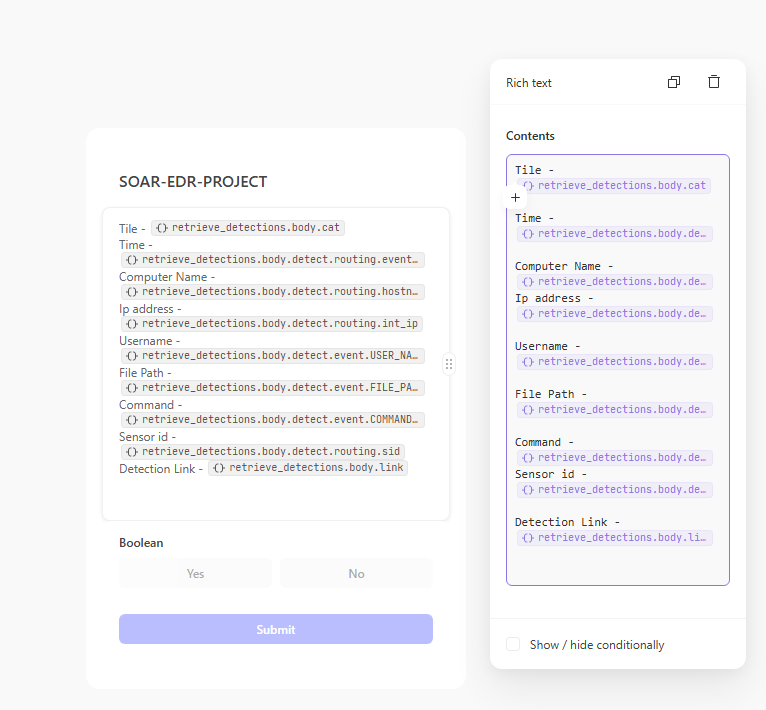 SOAR-EDR-PROJECT
Tile - {} retrieve_detections.body.cat
Time -
{} retrieve_detections.body.detect.routing.event…
Computer Name -
{} retrieve_detections.body.detect.routing.hostn…
Ip address -
{} retrieve_detections.body.detect.routing.int_ip
Username -
{} retrieve_detections.body.detect.event.USER_NA…
File Path -
{} retrieve_detections.body.detect.event.FILE_PA…
Command -
{} retrieve_detections.body.detect.event.COMMAND…
Sensor id -
{} retrieve_detections.body.detect.routing.sid
Detection Link - {} retrieve_detections.body.link
Boolean
Yes
No
Submit
Rich text
Contents
Tile -
{} retrieve_detections.body.cat
Time -
{} retrieve_detections.body.de…
Computer Name -
{} retrieve_detections.body.de…
Ip address -
{} retrieve_detections.body.de…
Username -
{} retrieve_detections.body.de…
File Path -
{} retrieve_detections.body.de…
Command -
{} retrieve_detections.body.de…
Sensor id -
{} retrieve_detections.body.de…
Detection Link -
{} retrieve_detections.body.li…
Show / hide conditionally